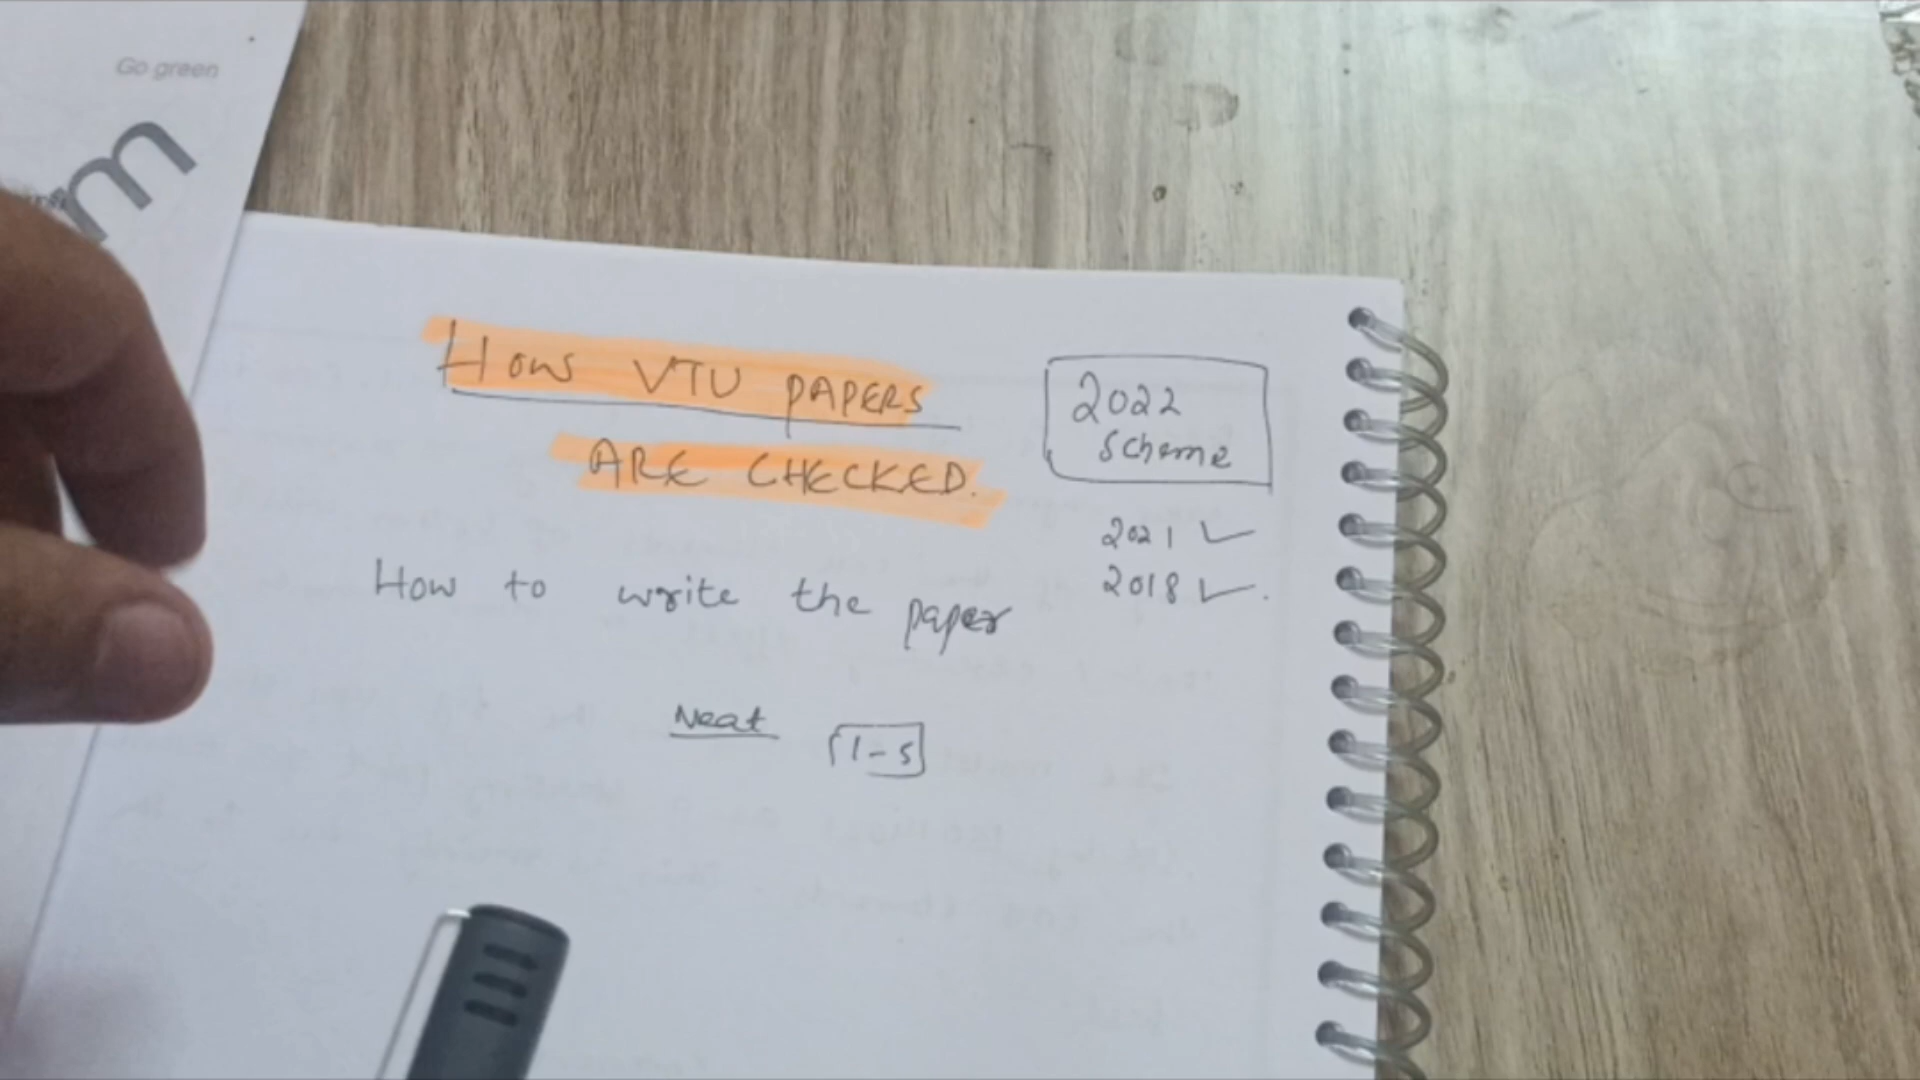 Go green
m
How VTU PAPERS
ARE CHECKED.
2022
Scheme
2021 ✓
2018 ✓.
How to write the paper
Neat
1-5